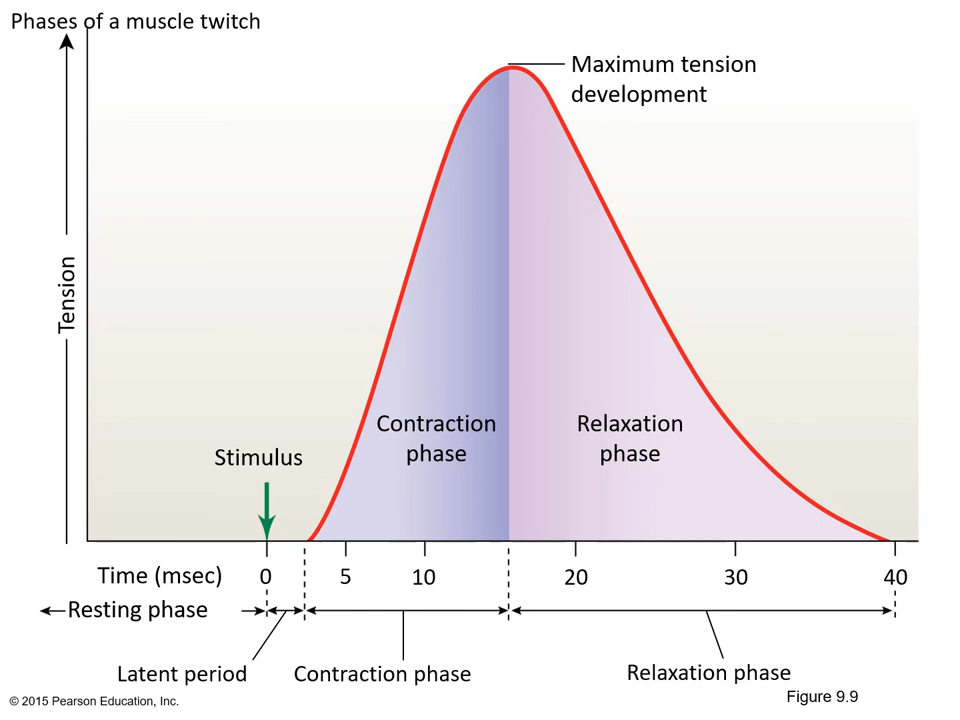 Phases of a muscle twitch
Maximum tension
development
Tension
Contraction
phase
Relaxation
phase
Stimulus
Time (msec) 0 5 10 20 30 40
Resting phase
Latent period
Contraction phase
Relaxation phase
© 2015 Pearson Education, Inc.
Figure 9.9